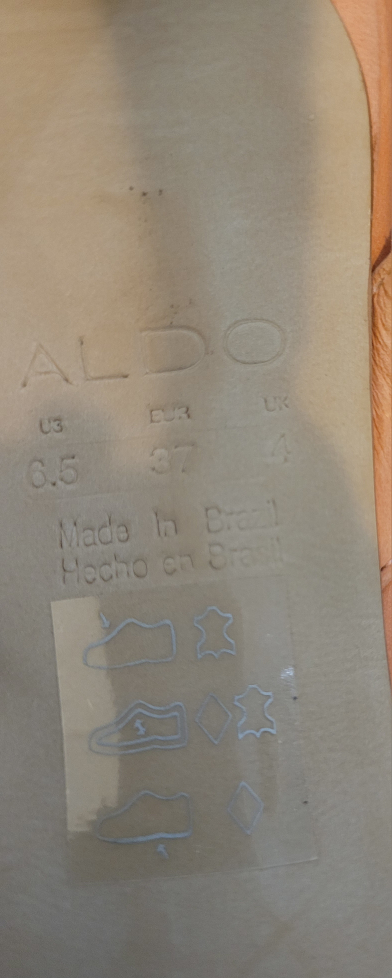 ALDO
US EUR UK
6.5 37 4
Made In Brazil
Hecho en Brasil